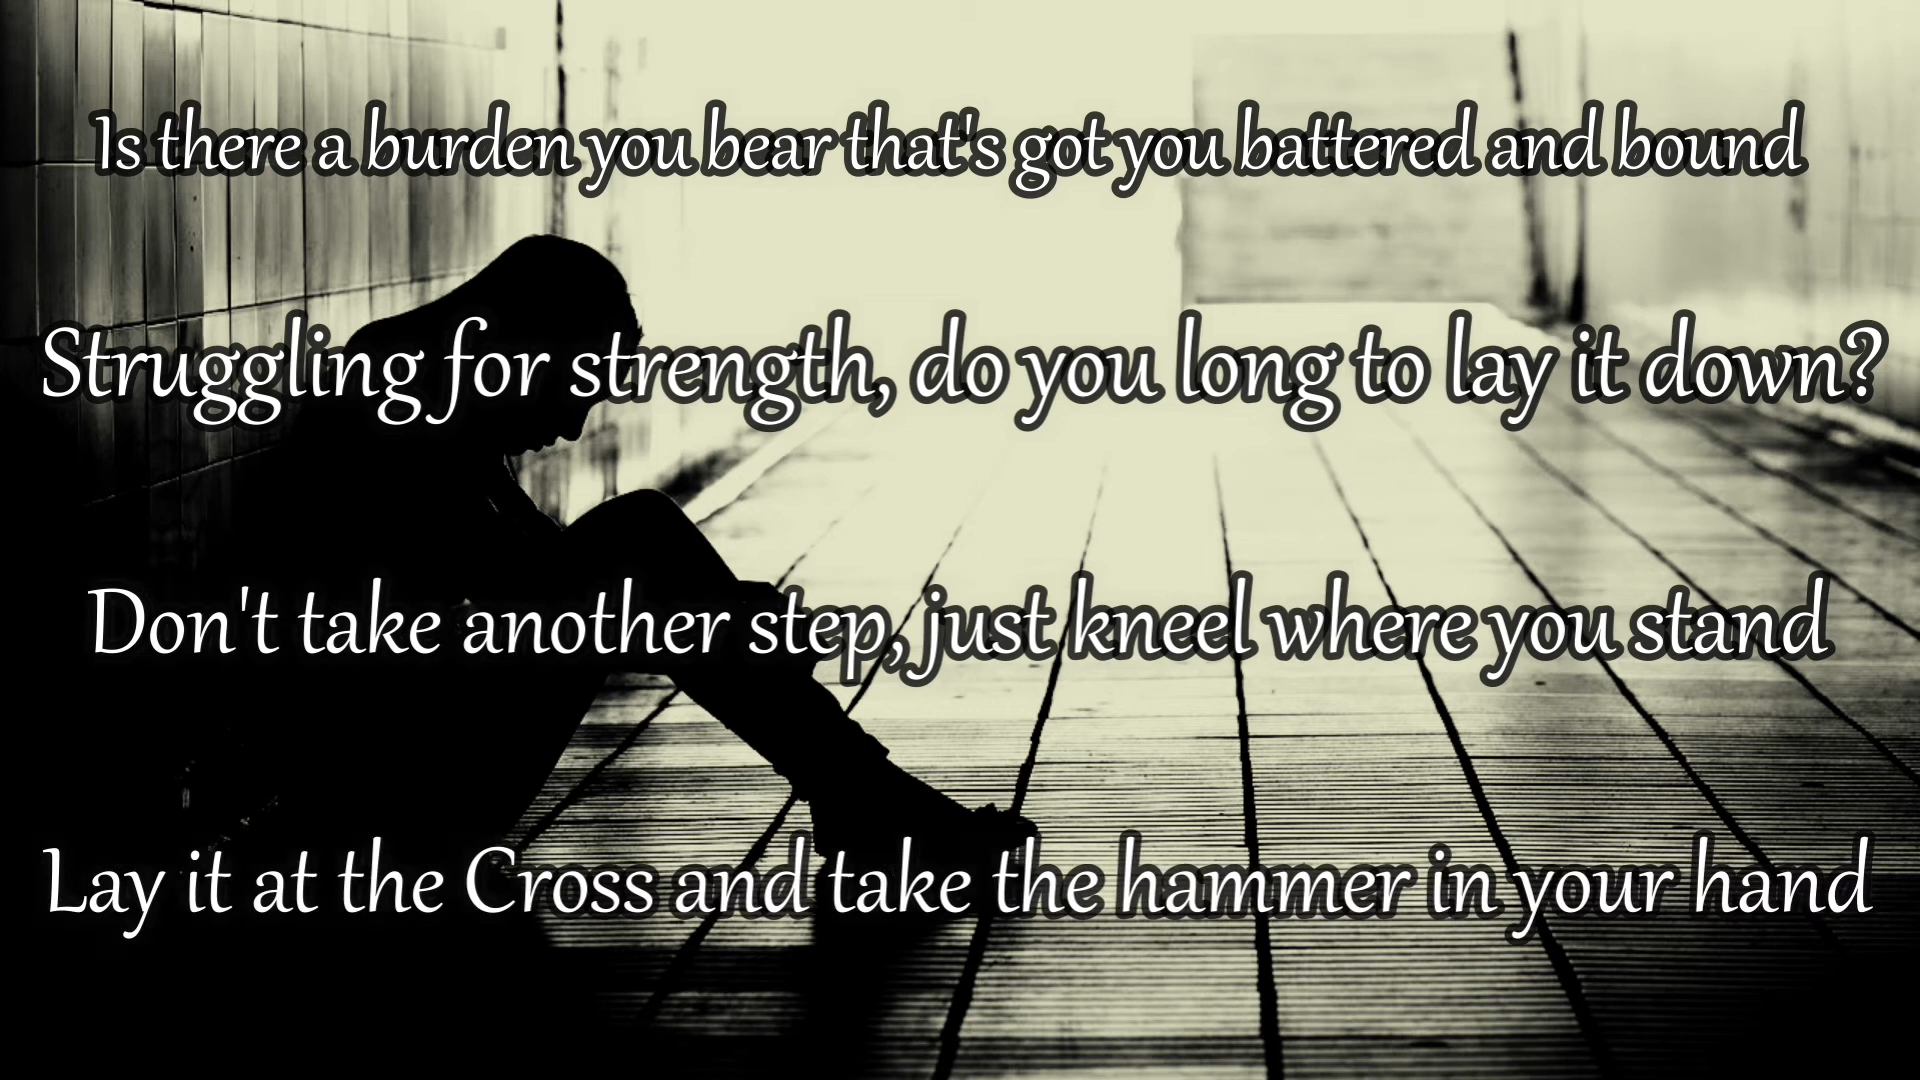 Is there a burden you bear that's got you battered and bound
Struggling for strength, do you long to lay it down?
Don't take another step, just kneel where you stand
Lay it at the Cross and take the hammer in your hand